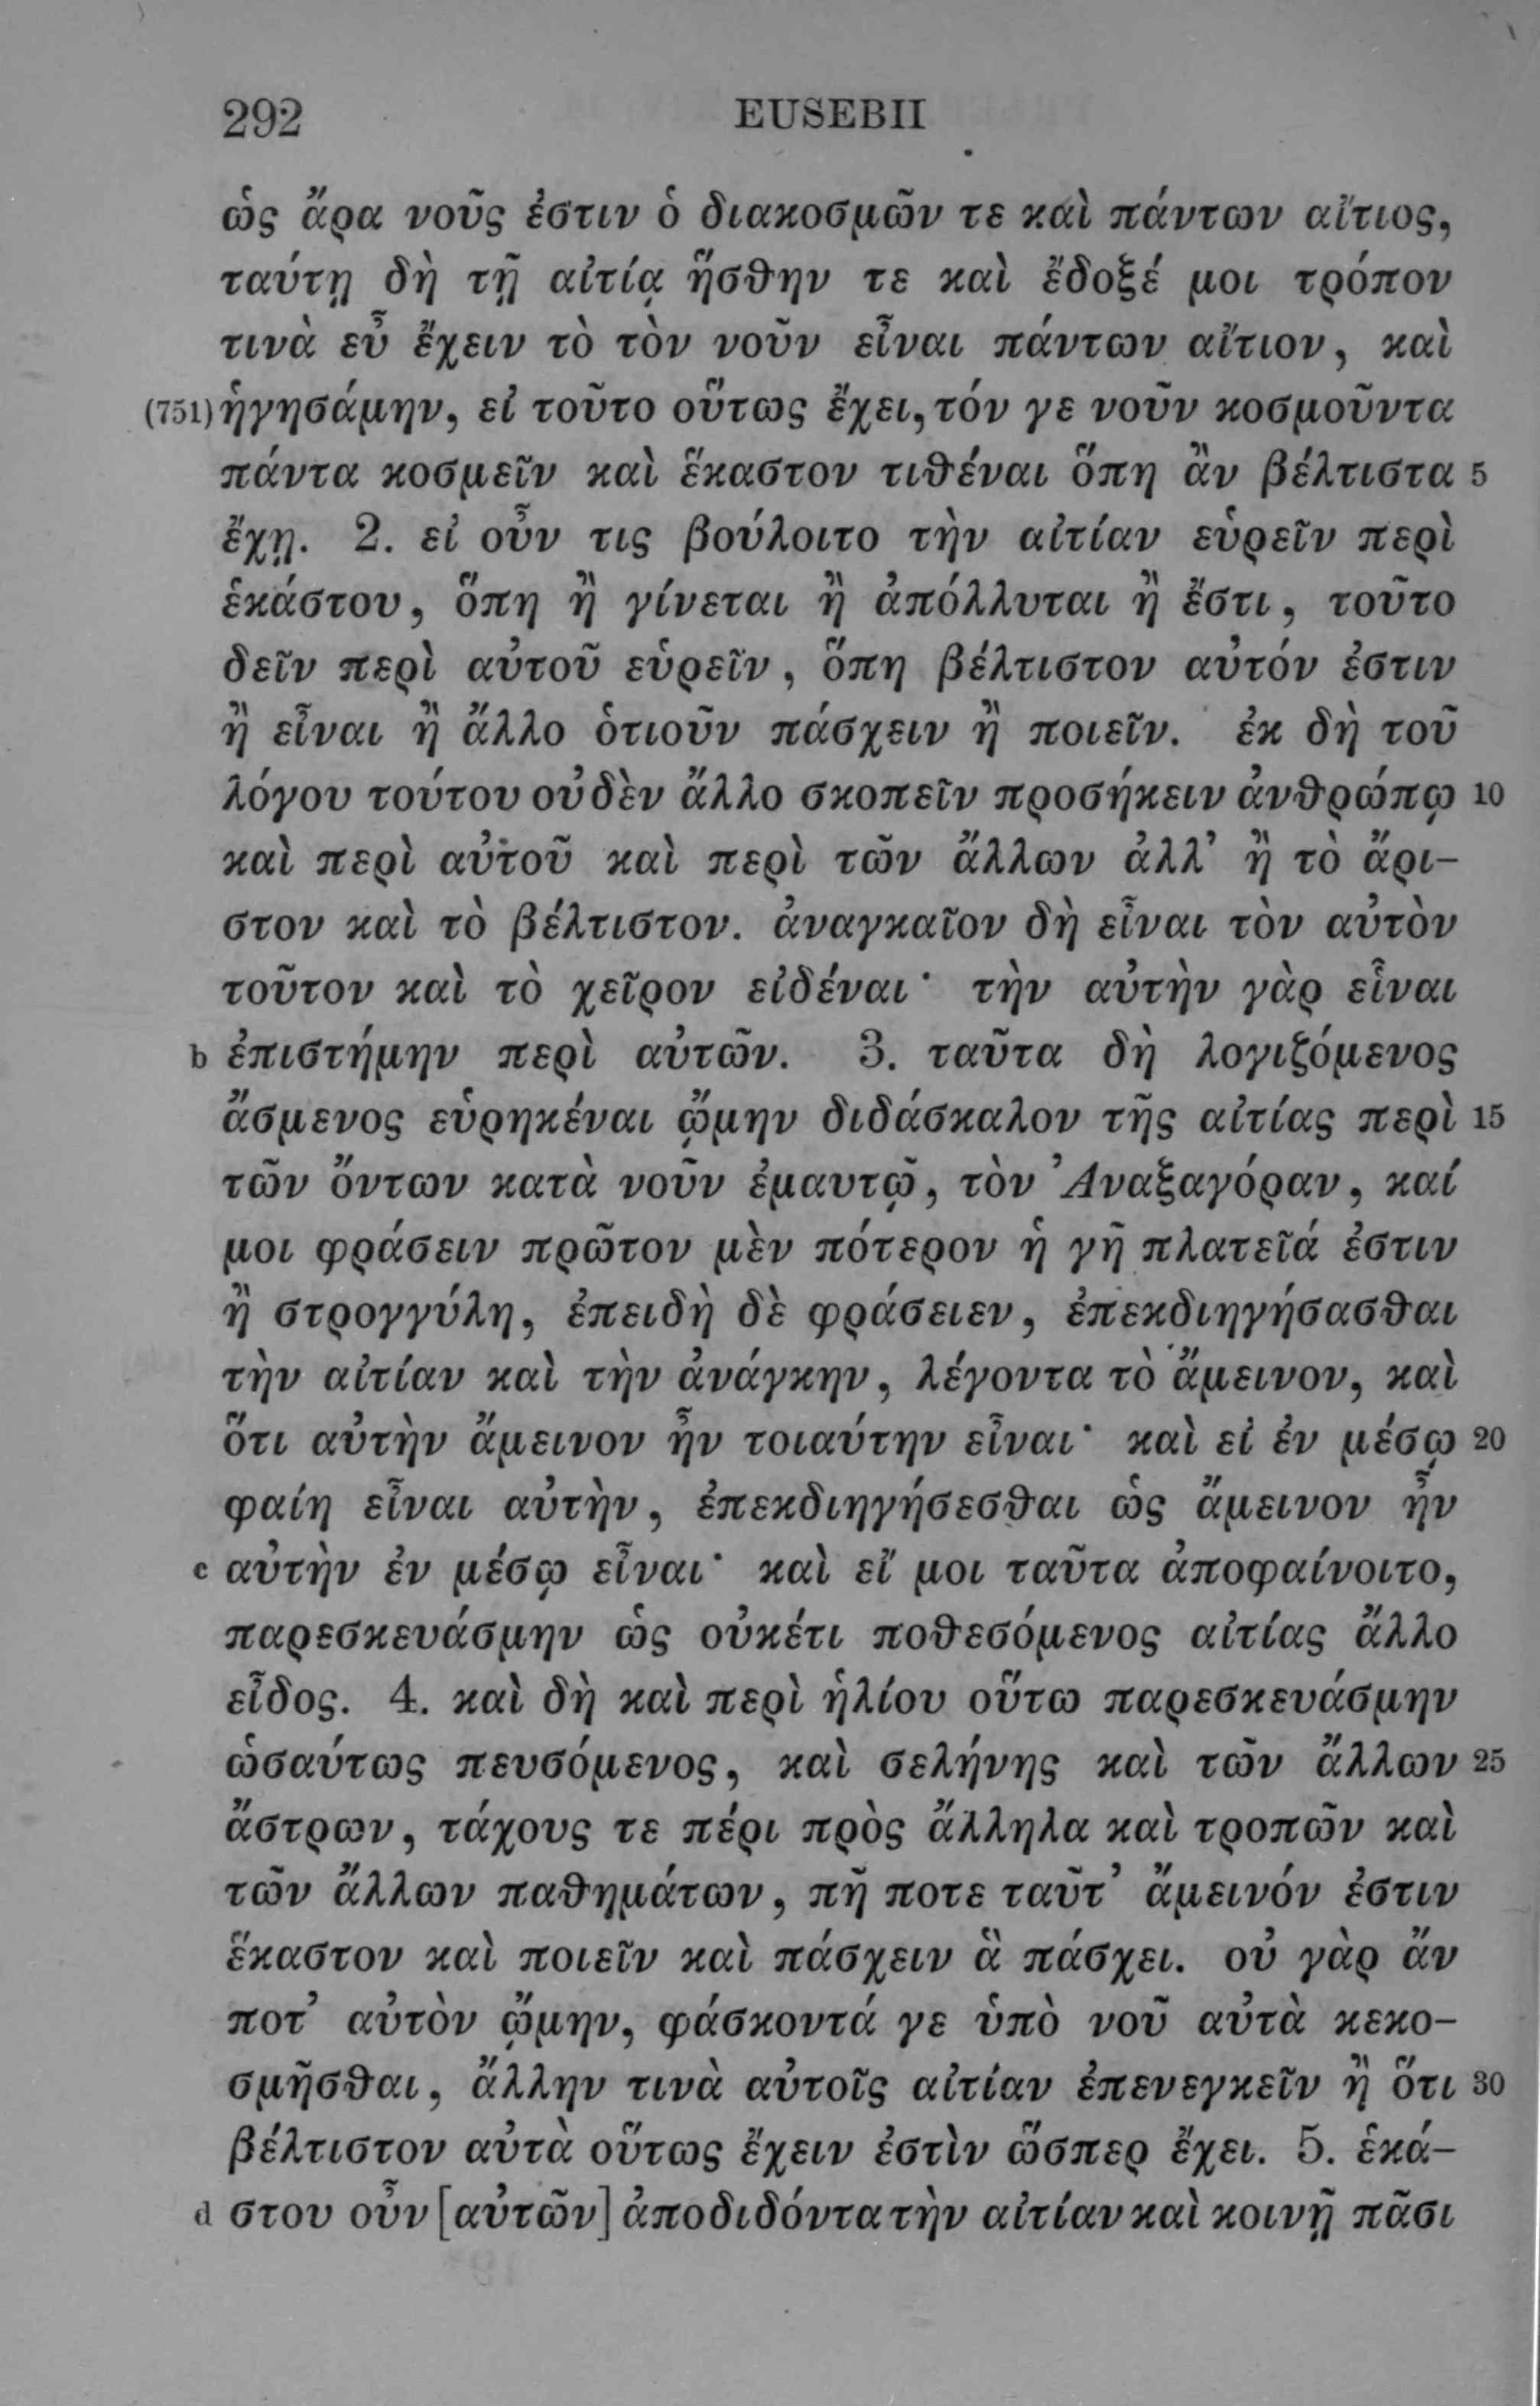 292 EUSEBII
ὡς ἄρα νοῦς ἐστιν ὁ διακοσμῶν τε καὶ πάντων αἴτιος,
ταύτῃ δὴ τῇ αἰτίᾳ ἥσθην τε καὶ ἔδοξέ μοι τρόπον
τινὰ εὖ ἔχειν τὸ τὸν νοῦν εἶναι πάντων αἴτιον, καὶ
(751) ἡγησάμην, εἰ τοῦτο οὕτως ἔχει, τόν γε νοῦν κοσμοῦντα
πάντα κοσμεῖν καὶ ἕκαστον τιθέναι ὅπη ἂν βέλτιστα 5
ἔχῃ. 2. εἰ οὖν τις βούλοιτο τὴν αἰτίαν εὑρεῖν περὶ
ἑκάστου, ὅπη ἢ γίνεται ἢ ἀπόλλυται ἢ ἔστι, τοῦτο
δεῖν περὶ αὐτοῦ εὑρεῖν, ὅπη βέλτιστον αὐτόν ἐστιν
ἢ εἶναι ἢ ἄλλο ὁτιοῦν πάσχειν ἢ ποιεῖν. ἐκ δὴ τοῦ
λόγου τούτου οὐδὲν ἄλλο σκοπεῖν προσήκειν ἀνθρώπῳ 10
καὶ περὶ αὐτοῦ καὶ περὶ τῶν ἄλλων ἀλλ’ ἢ τὸ ἄρι-
στον καὶ τὸ βέλτιστον. ἀναγκαῖον δὴ εἶναι τὸν αὐτὸν
τοῦτον καὶ τὸ χεῖρον εἰδέναι· τὴν αὐτὴν γὰρ εἶναι
b ἐπιστήμην περὶ αὐτῶν. 3. ταῦτα δὴ λογιζόμενος
ἄσμενος εὑρηκέναι ᾤμην διδάσκαλον τῆς αἰτίας περὶ 15
τῶν ὄντων κατὰ νοῦν ἐμαυτῷ, τὸν Ἀναξαγόραν, καί
μοι φράσειν πρῶτον μὲν πότερον ἡ γῆ πλατεῖά ἐστιν
ἢ στρογγύλη, ἐπειδὴ δὲ φράσειεν, ἐπεκδιηγήσασθαι
τὴν αἰτίαν καὶ τὴν ἀνάγκην, λέγοντα τὸ ἄμεινον, καὶ
ὅτι αὐτὴν ἄμεινον ἦν τοιαύτην εἶναι· καὶ εἰ ἐν μέσῳ 20
φαίη εἶναι αὐτὴν, ἐπεκδιηγήσεσθαι ὡς ἄμεινον ἦν
c αὐτὴν ἐν μέσῳ εἶναι· καὶ εἴ μοι ταῦτα ἀποφαίνοιτο,
παρεσκευάσμην ὡς οὐκέτι ποθεσόμενος αἰτίας ἄλλο
εἶδος. 4. καὶ δὴ καὶ περὶ ἡλίου οὕτω παρεσκευάσμην
ὡσαύτως πευσόμενος, καὶ σελήνης καὶ τῶν ἄλλων 25
ἄστρων, τάχους τε πέρι πρὸς ἄλληλα καὶ τροπῶν καὶ
τῶν ἄλλων παθημάτων, πῆ ποτε ταῦτ’ ἄμεινόν ἐστιν
ἕκαστον καὶ ποιεῖν καὶ πάσχειν ἃ πάσχει. οὐ γὰρ ἄν
ποτ’ αὐτὸν ᾤμην, φάσκοντά γε ὑπὸ νοῦ αὐτὰ κεκο-
σμῆσθαι, ἄλλην τινὰ αὐτοῖς αἰτίαν ἐπενεγκεῖν ἢ ὅτι 30
βέλτιστον αὐτὰ οὕτως ἔχειν ἐστὶν ὥσπερ ἔχει. 5. ἑκά-
d στου οὖν [αὐτῶν] ἀποδιδόντα τὴν αἰτίαν καὶ κοινῇ πᾶσι